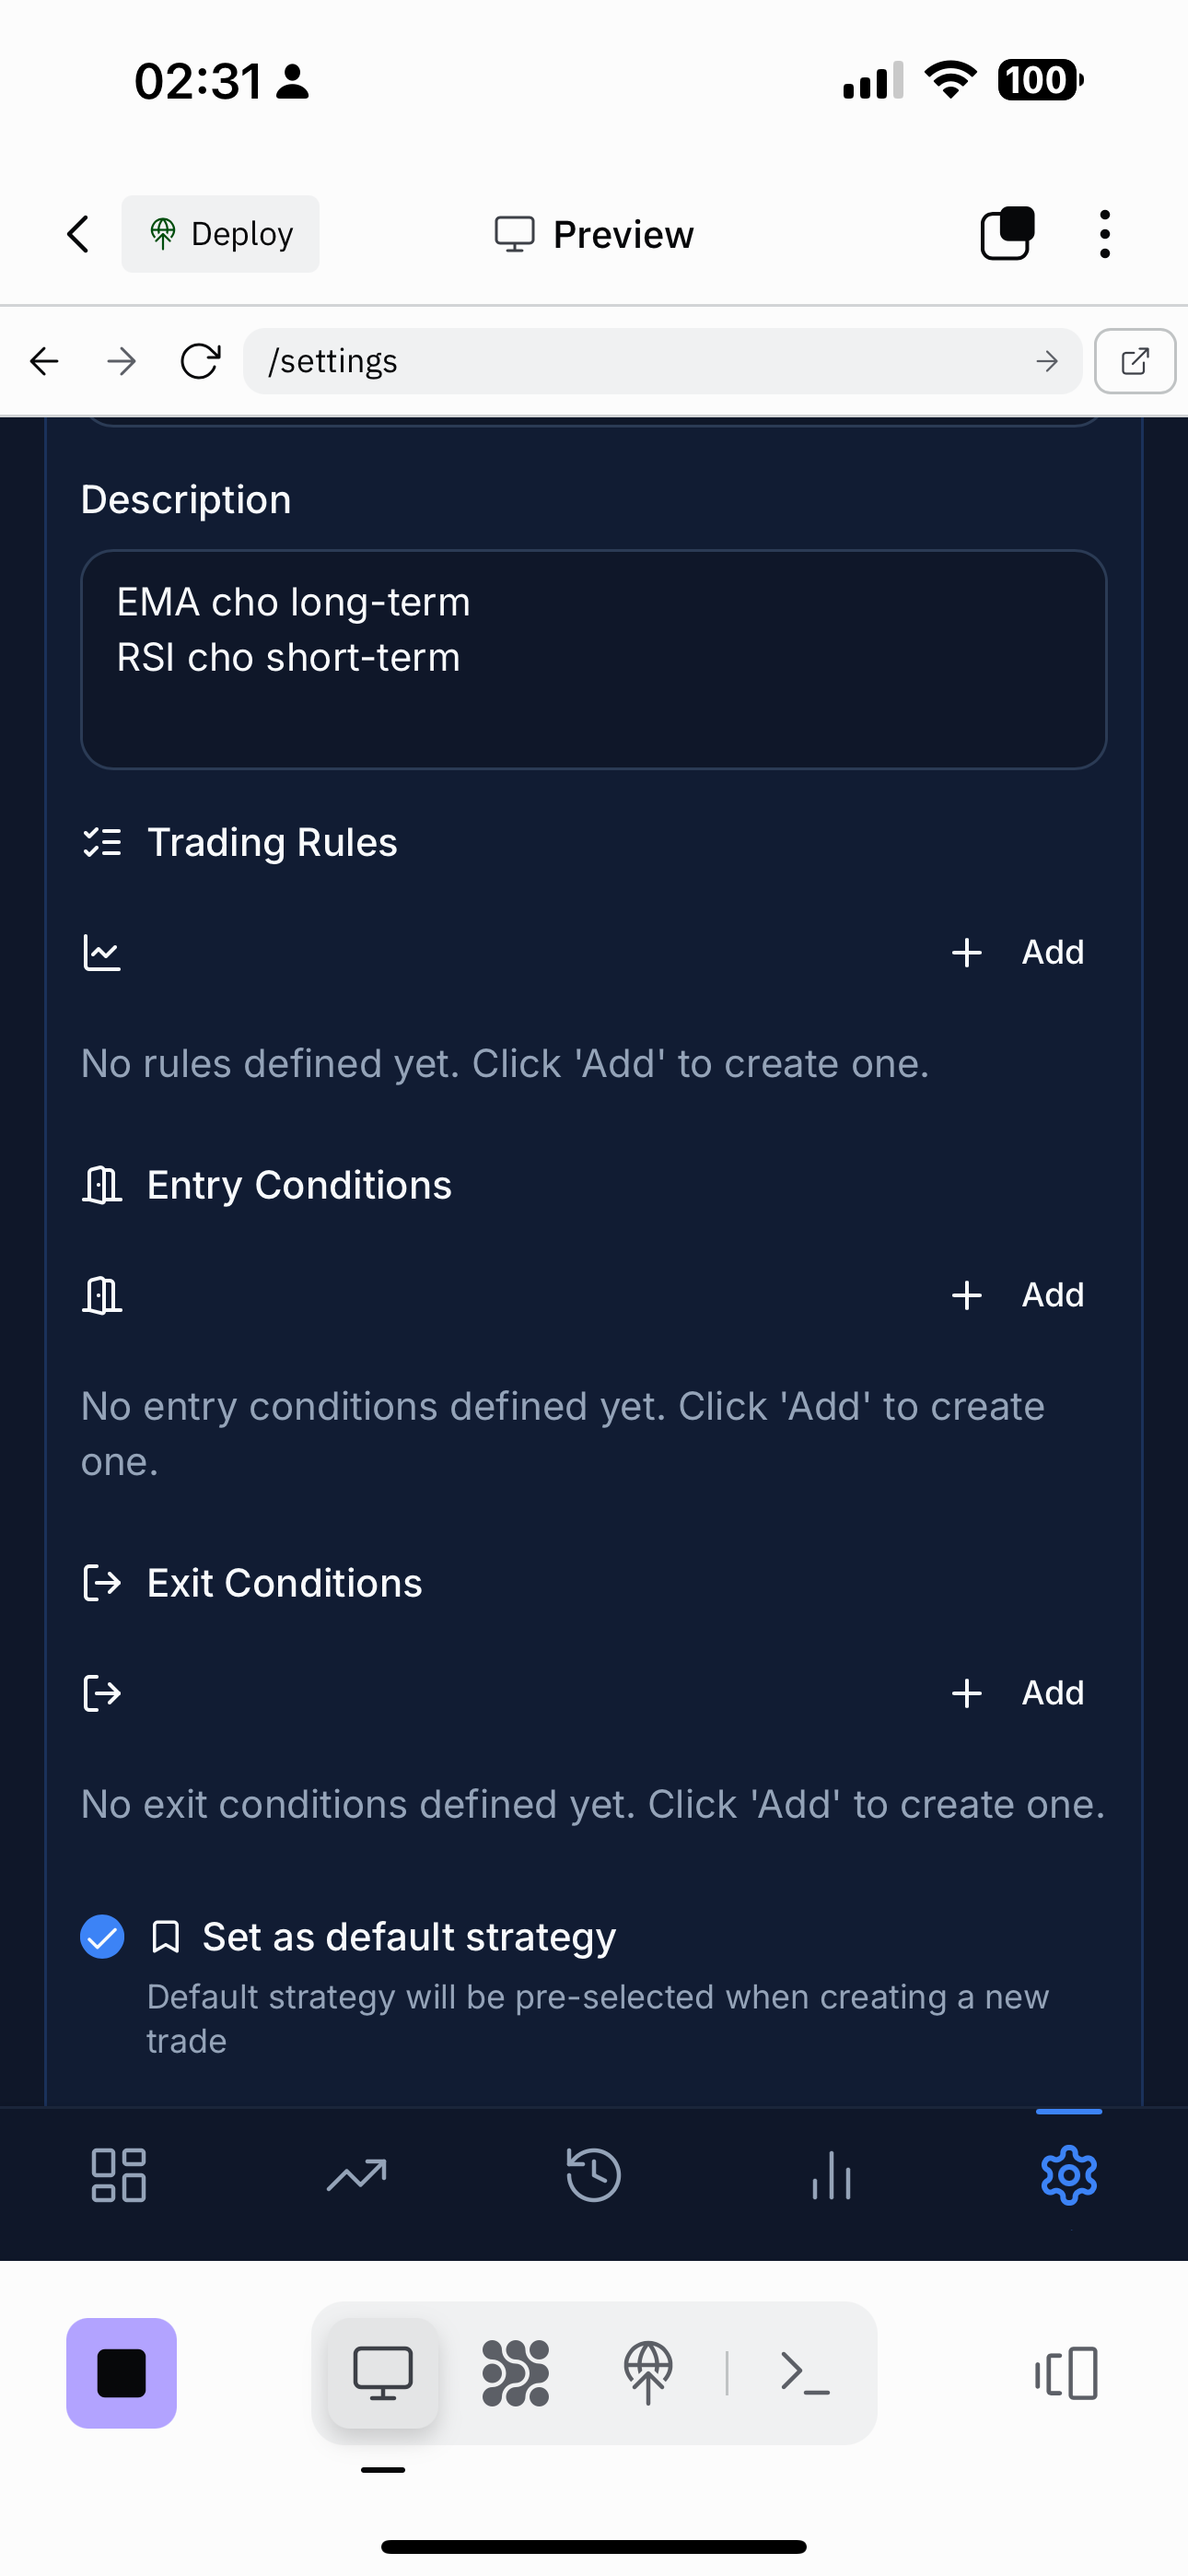 02:31
100
Deploy
Preview
/settings
Description
EMA cho long-term
RSI cho short-term
Trading Rules
Add
No rules defined yet. Click 'Add' to create one.
Entry Conditions
Add
No entry conditions defined yet. Click 'Add' to create
one.
Exit Conditions
Add
No exit conditions defined yet. Click 'Add' to create one.
Set as default strategy
Default strategy will be pre-selected when creating a new
trade